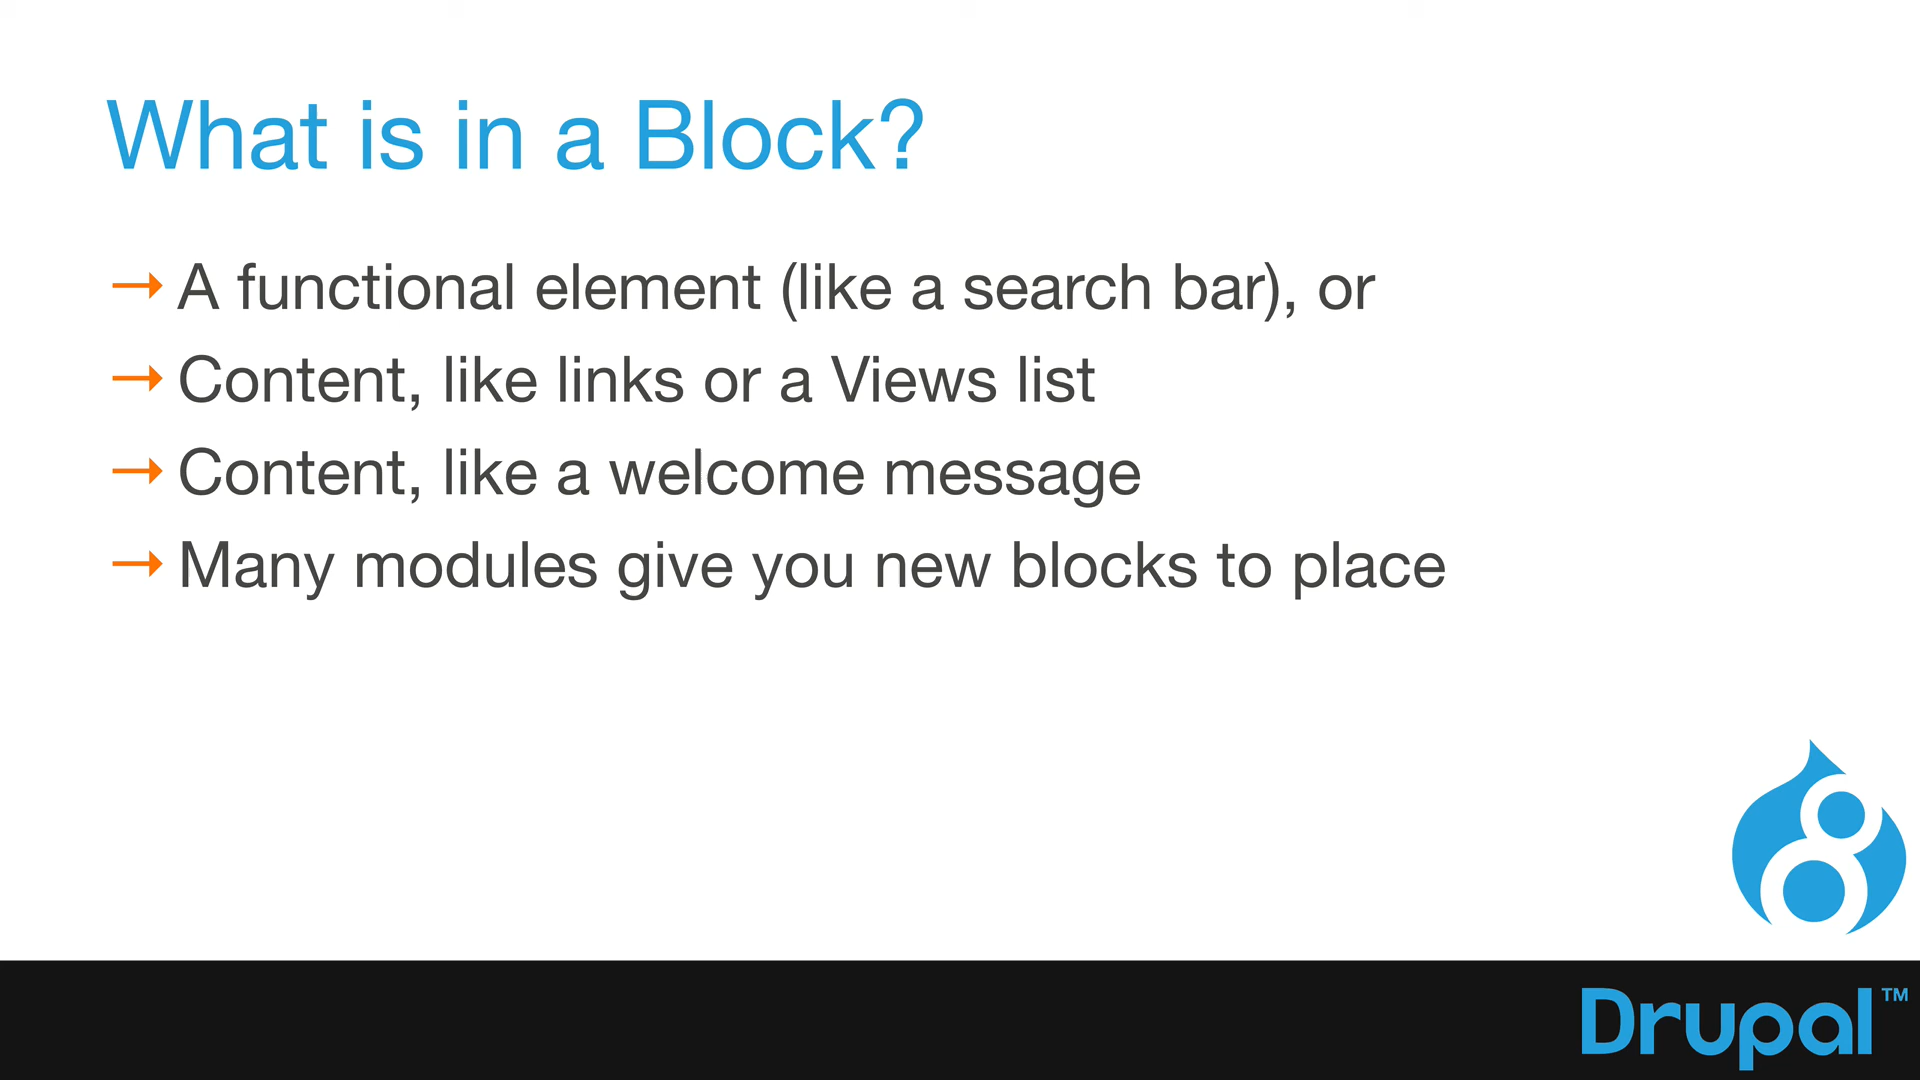 What is in a Block?
→ A functional element (like a search bar), or
→ Content, like links or a Views list
→ Content, like a welcome message
→ Many modules give you new blocks to place
8
Drupal™